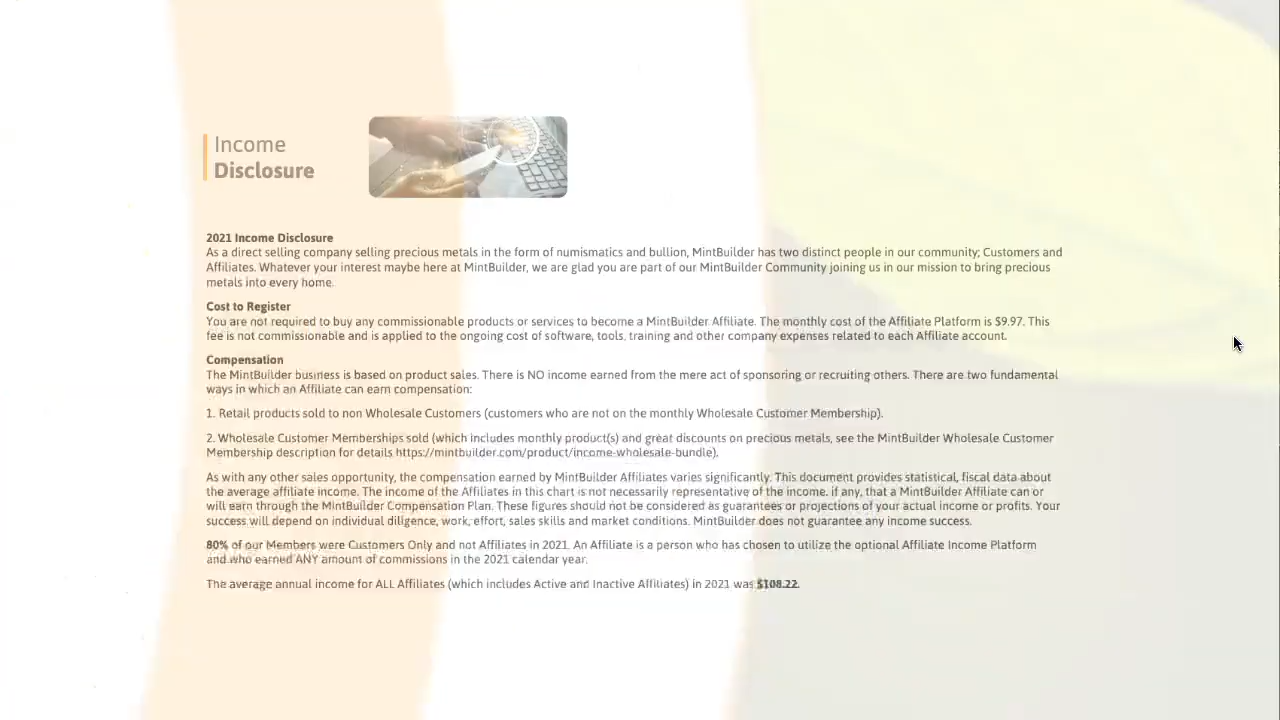 Income
Disclosure
2021 Income Disclosure
As a direct selling company selling precious metals in the form of numismatics and bullion, MintBuilder has two distinct people in our community; Customers and
Affiliates. Whatever your interest maybe here at MintBuilder, we are glad you are part of our MintBuilder Community joining us in our mission to bring precious
metals into every home.
Cost to Register
You are not required to buy any commissionable products or services to become a MintBuilder Affiliate. The monthly cost of the Affiliate Platform is $9.97. This
fee is not commissionable and is applied to the ongoing cost of software, tools, training and other company expenses related to each Affiliate account.
Compensation
The MintBuilder business is based on product sales. There is NO income earned from the mere act of sponsoring or recruiting others. There are two fundamental
ways in which an Affiliate can earn compensation:
1. Retail products sold to non Wholesale Customers (customers who are not on the monthly Wholesale Customer Membership).
2. Wholesale Customer Memberships sold (which includes monthly product(s) and great discounts on precious metals, see the MintBuilder Wholesale Customer
Membership description for details https://mintbuilder.com/product/income-wholesale-bundle).
As with any other sales opportunity, the compensation earned by MintBuilder Affiliates varies significantly. This document provides statistical, fiscal data about
the average affiliate income. The income of the Affiliates in this chart is not necessarily representative of the income. if any, that a MintBuilder Affiliate can or
will earn through the MintBuilder Compensation Plan. These figures should not be considered as guarantees or projections of your actual income or profits. Your
success will depend on individual diligence, work, effort, sales skills and market conditions. MintBuilder does not guarantee any income success.
80% of our Members were Customers Only and not Affiliates in 2021. An Affiliate is a person who has chosen to utilize the optional Affiliate Income Platform
and who earned ANY amount of commissions in the 2021 calendar year.
The average annual income for ALL Affiliates (which includes Active and Inactive Affiliates) in 2021 was $108.22.